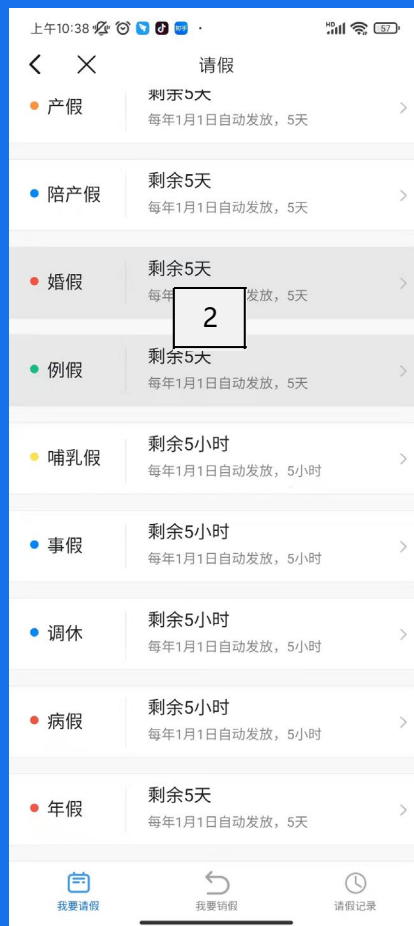 上午10:38
知乎
HD
57
请假
产假
剩余5天
每年1月1日自动发放，5天
陪产假
剩余5天
每年1月1日自动发放，5天
婚假
剩余5天
每年
发放，5天
2
例假
剩余5天
每年1月1日自动发放，5天
哺乳假
剩余5小时
每年1月1日自动发放，5小时
事假
剩余5小时
每年1月1日自动发放，5小时
调休
剩余5小时
每年1月1日自动发放，5小时
病假
剩余5小时
每年1月1日自动发放，5小时
年假
剩余5天
每年1月1日自动发放，5天
我要请假
我要销假
请假记录